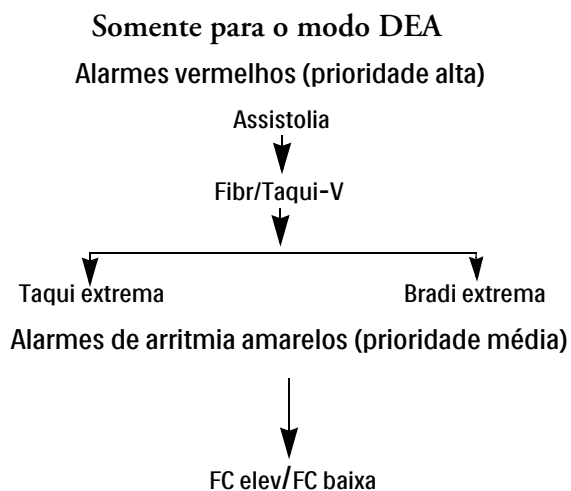 Somente para o modo DEA
Alarmes vermelhos (prioridade alta)
Assistolia
Fibr/Taqui-V
Taqui extrema
Bradi extrema
Alarmes de arritmia amarelos (prioridade média)
FC elev/FC baixa